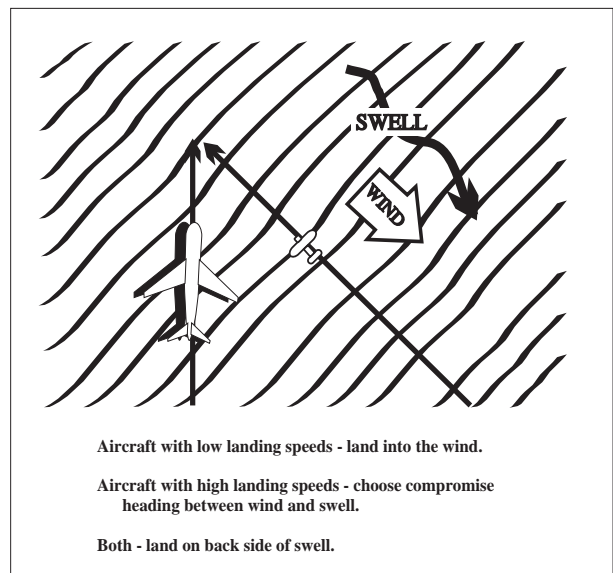 SWELL
WIND
Aircraft with low landing speeds - land into the wind.
Aircraft with high landing speeds - choose compromise
heading between wind and swell.
Both - land on back side of swell.